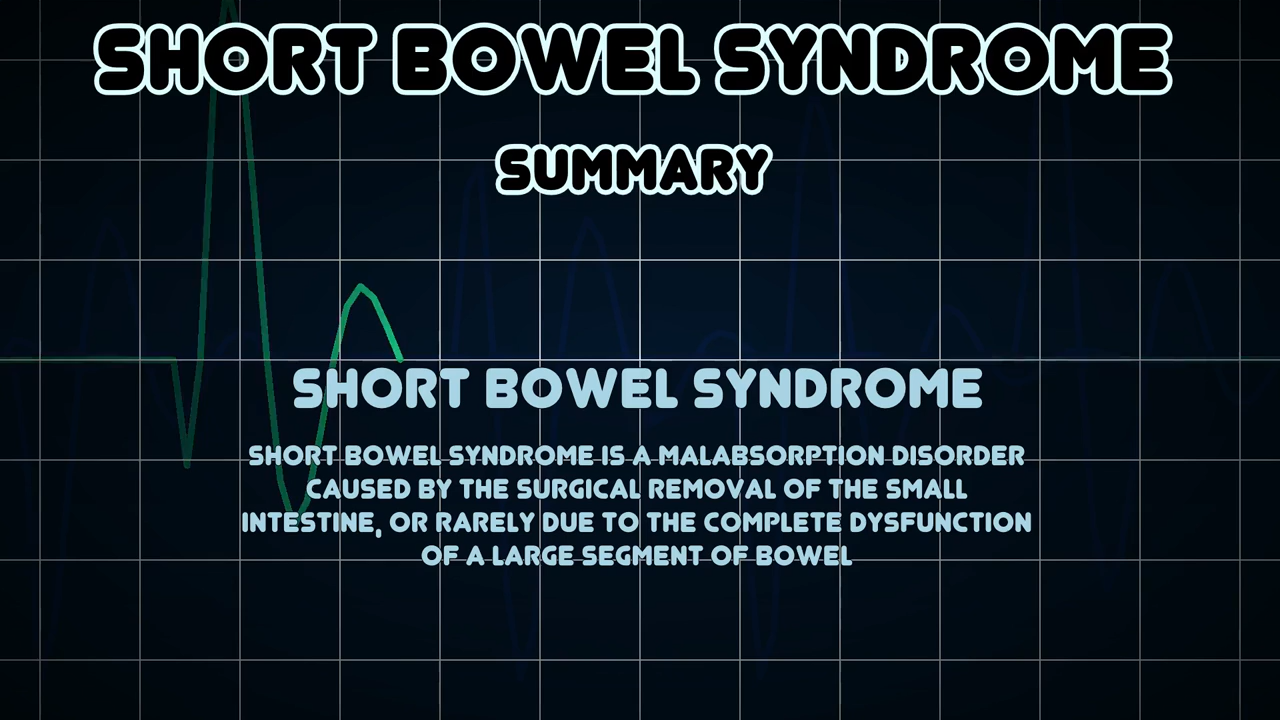 SHORT BOWEL SYNDROME
SUMMARY
SHORT BOWEL SYNDROME
SHORT BOWEL SYNDROME IS A MALABSORPTION DISORDER
CAUSED BY THE SURGICAL REMOVAL OF THE SMALL
INTESTINE, OR RARELY DUE TO THE COMPLETE DYSFUNCTION
OF A LARGE SEGMENT OF BOWEL